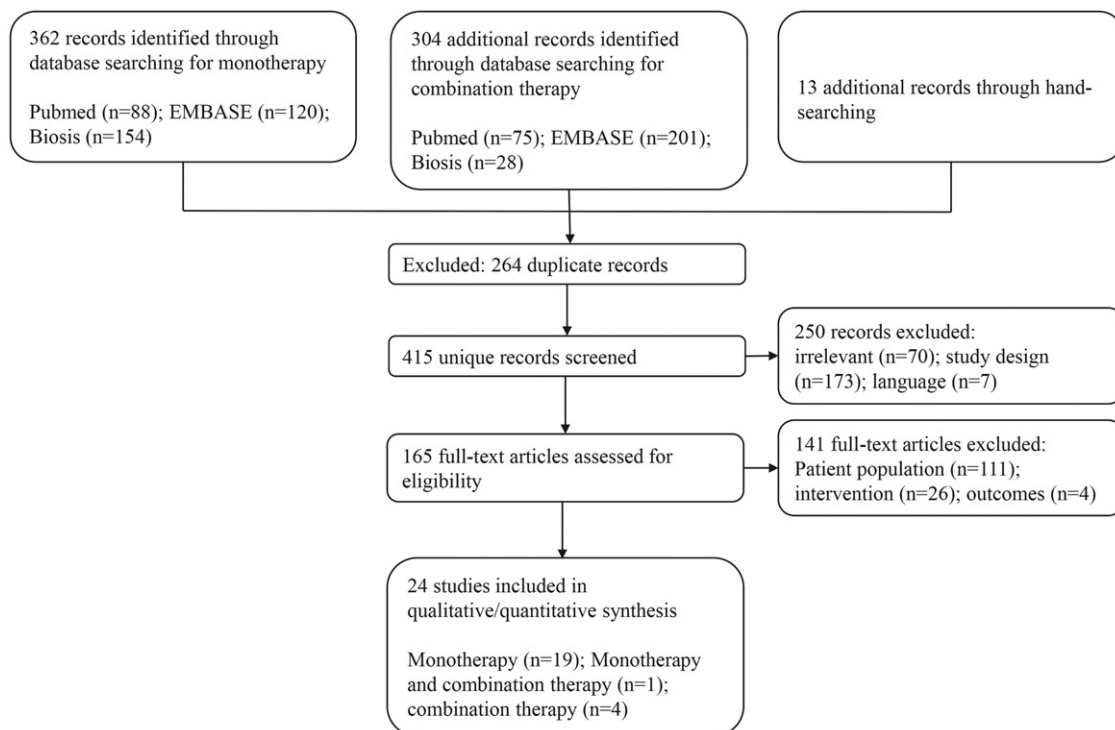 362 records identified through
database searching for monotherapy
Pubmed (n=88); EMBASE (n=120);
Biosis (n=154)
304 additional records identified
through database searching for
combination therapy
Pubmed (n=75); EMBASE (n=201);
Biosis (n=28)
13 additional records through hand-
searching
Excluded: 264 duplicate records
415 unique records screened
250 records excluded:
irrelevant (n=70); study design
(n=173); language (n=7)
165 full-text articles assessed for
eligibility
141 full-text articles excluded:
Patient population (n=111);
intervention (n=26); outcomes (n=4)
24 studies included in
qualitative/quantitative synthesis
Monotherapy (n=19); Monotherapy
and combination therapy (n=1);
combination therapy (n=4)